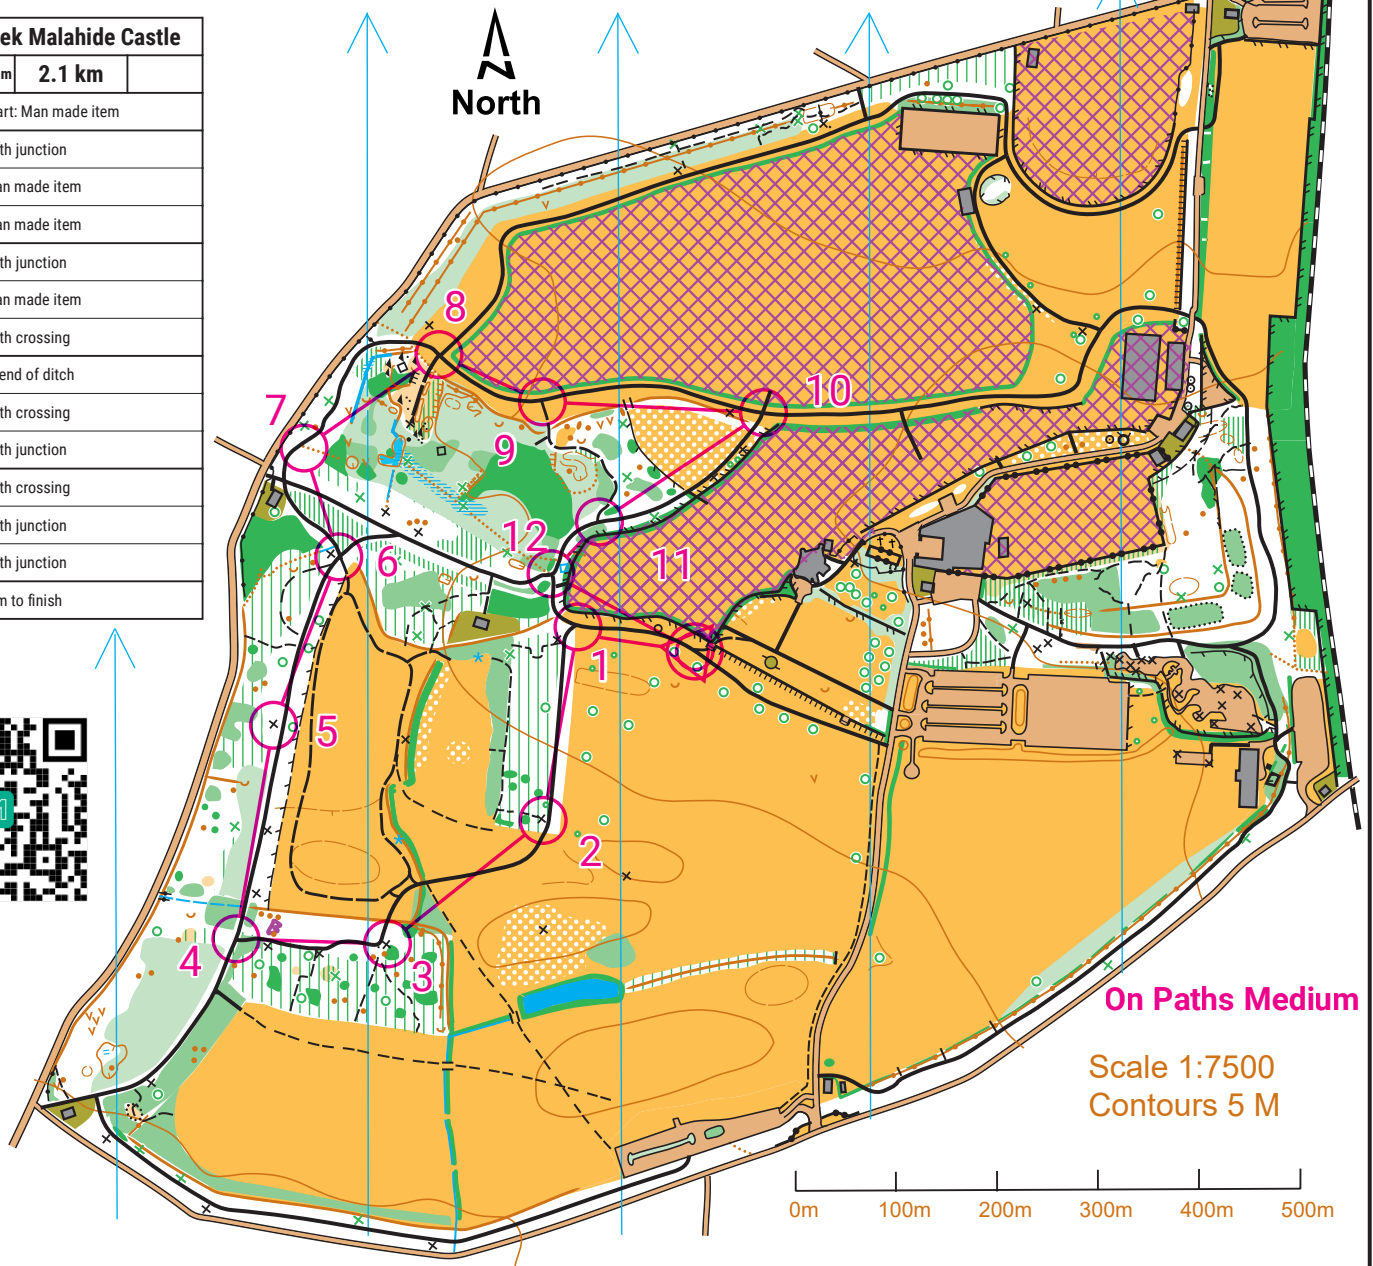 ek Malahide Castle
m 2.1 km
art: Man made item
th junction
an made item
an made item
th junction
an made item
th crossing
end of ditch
th crossing
th junction
th crossing
th junction
th junction
m to finish
North
8
10
7
9
12
11
6
1
5
2
4
3
On Paths Medium
Scale 1:7500
Contours 5 M
0m 100m 200m 300m 400m 500m